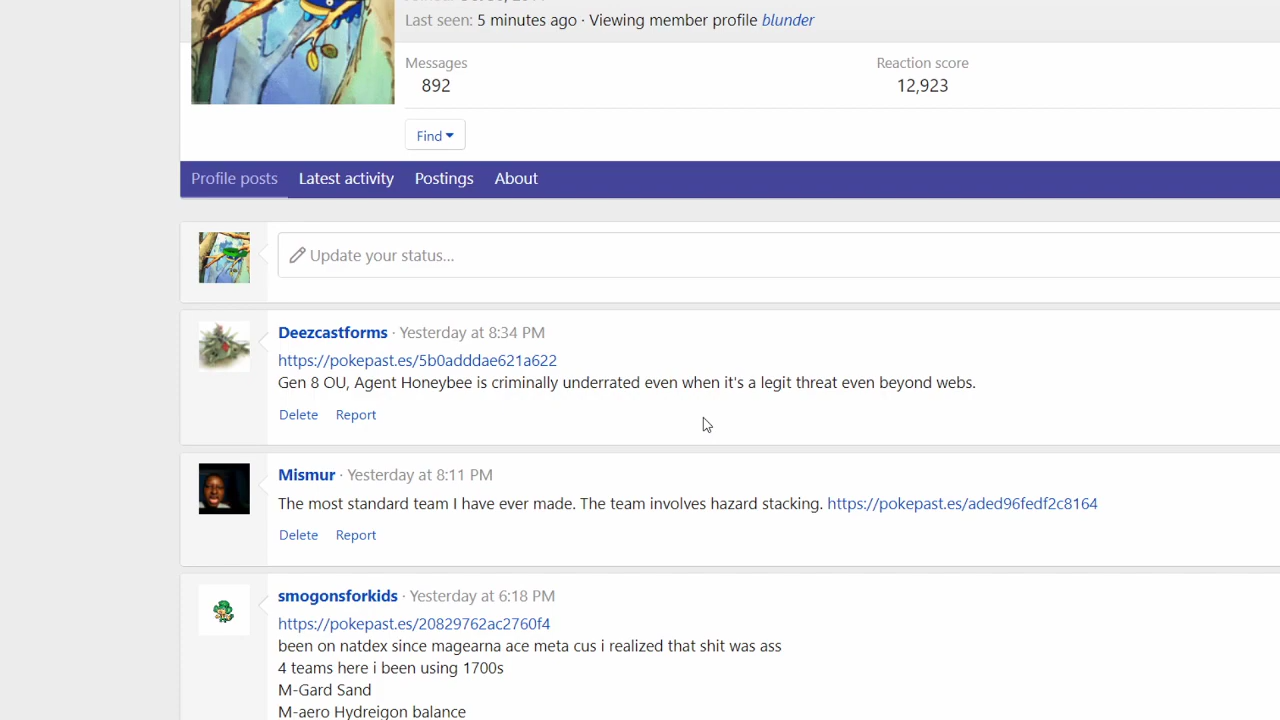 Last seen: 5 minutes ago · Viewing member profile blunder
Messages
892
Reaction score
12,923
Find
Profile posts
Latest activity
Postings
About
Update your status...
Deezcastforms · Yesterday at 8:34 PM
https://pokepast.es/5b0adddae621a622
Gen 8 OU, Agent Honeybee is criminally underrated even when it's a legit threat even beyond webs.
Delete Report
Mismur · Yesterday at 8:11 PM
The most standard team I have ever made. The team involves hazard stacking. https://pokepast.es/aded96fedf2c8164
Delete Report
smogonsforkids · Yesterday at 6:18 PM
https://pokepast.es/20829762ac2760f4
been on natdex since magearna ace meta cus i realized that shit was ass
4 teams here i been using 1700s
M-Gard Sand
M-aero Hydreigon balance